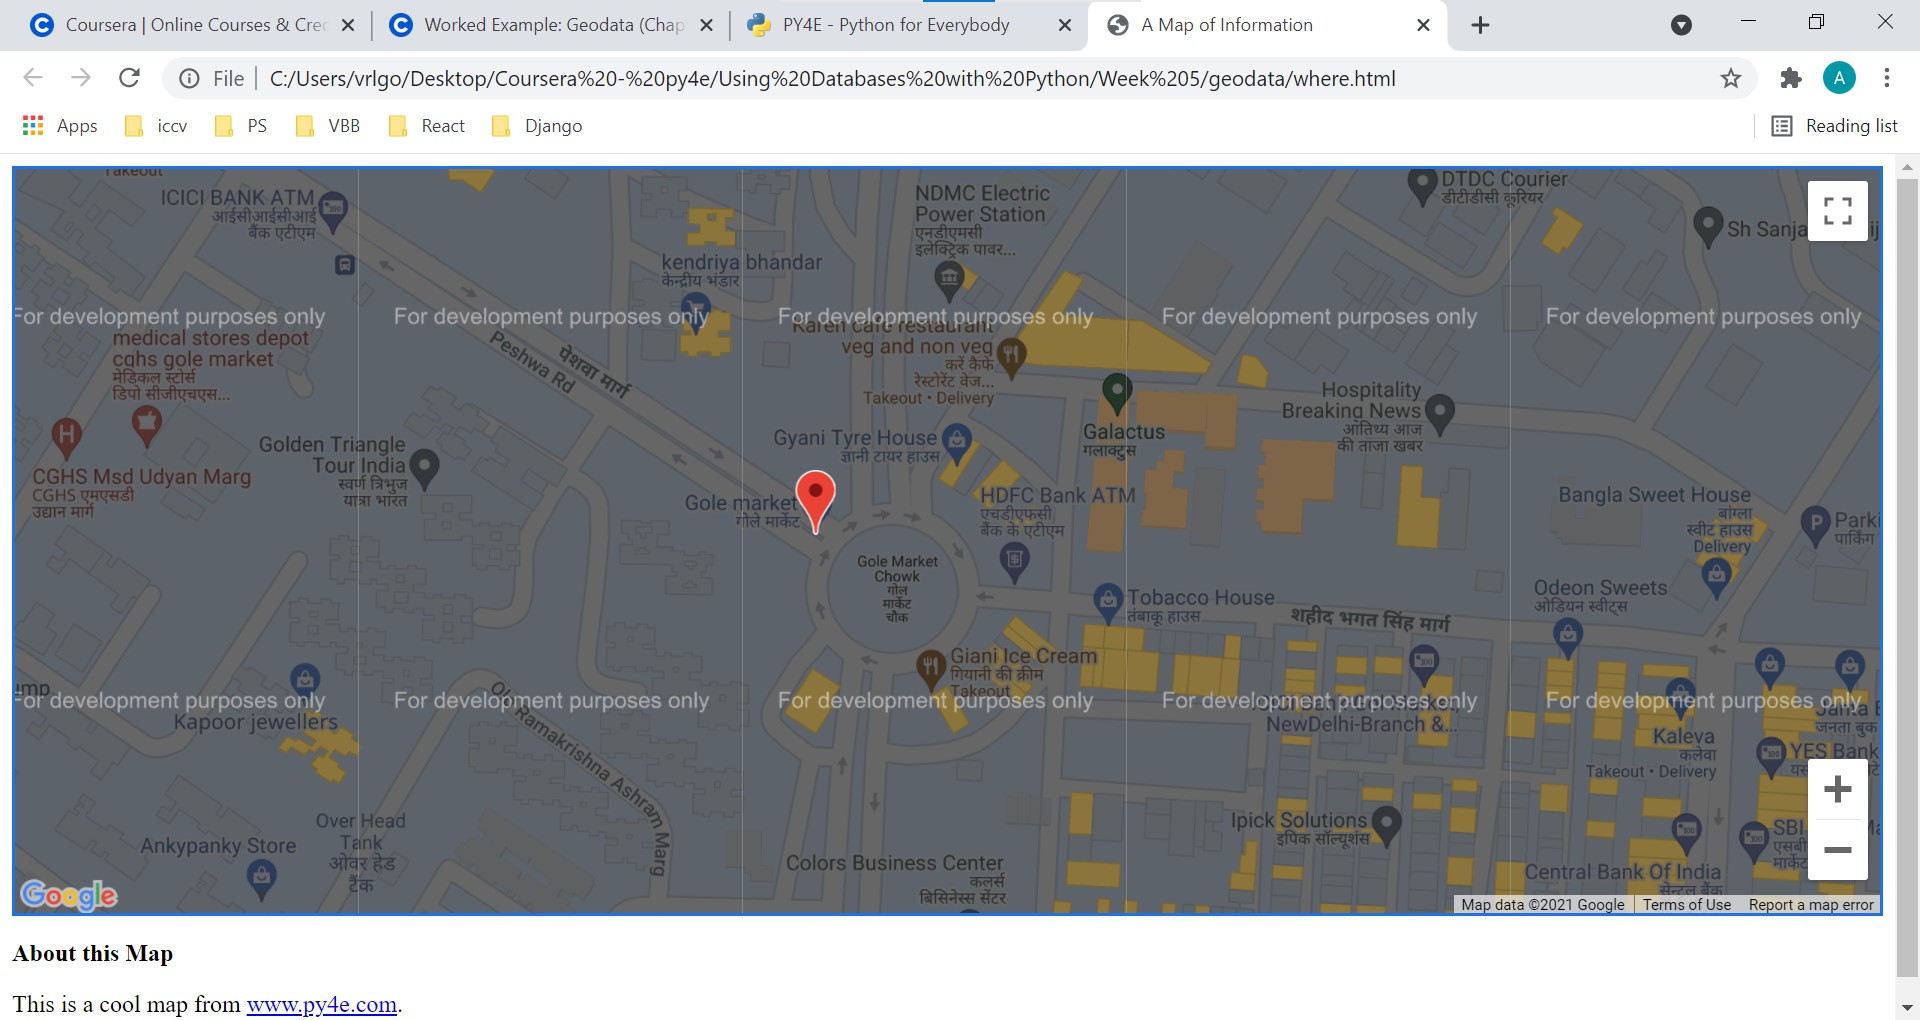 Coursera | Online Courses & Cre
Worked Example: Geodata (Chap
PY4E - Python for Everybody
A Map of Information
File
C:/Users/vrlgo/Desktop/Coursera%20-%20py4e/Using%20Databases%20with%20Python/Week%205/geodata/where.html
A
Apps
iccv
PS
VBB
React
Django
Reading list
Takeout
ICICI BANK ATM
आईसीआईसीआई
बैंक एटीएम
kendriya bhandar
केन्द्रीय भंडार
NDMC Electric
Power Station
एनडीएमसी
इलेक्ट्रिक पावर...
DTDC Courier
डीटीडीसी कूरियर
Sh Sanja
For development purposes only
For development purposes only
For development purposes only
For development purposes only
For development purposes only
medical stores depot
cghs gole market
मेडिकल स्टोर्स
डिपो सीजीएचएस...
Peshwa Rd
पेशवा मार्ग
Karen cafe restaurant
veg and non veg
करें कैफे
रेस्टोरेंट वेज...
Takeout • Delivery
Hospitality
Breaking News
आतिथ्य आज
की ताजा खबर
H
CGHS Msd Udyan Marg
CGHS एमएसडी
उद्यान मार्ग
Golden Triangle
Tour India
स्वर्ण त्रिभुज
यात्रा भारत
Gyani Tyre House
ज्ञानी टायर हाउस
Galactus
गलाक्टुस
Gole market
गोले मार्केट
HDFC Bank ATM
एचडीएफसी
बैंक के एटीएम
Bangla Sweet House
बांग्ला
स्वीट हाउस
Delivery
P
Parki
पार्किंग
Gole Market
Chowk
गोल
मार्केट
चौक
Tobacco House
तंबाकू हाउस
शहीद भगत सिंह मार्ग
Odeon Sweets
ओडियन स्वीट्स
Giani Ice Cream
गियानी की क्रीम
Takeout
ump
For development purposes only
For development purposes only
For development purposes only
For development purposes only
For development purposes only
Kapoor jewellers
Old Ramakrishna Ashram Marg
NewDelhi-Branch &...
Janta B
जनता बुक
Kaleva
कलेवा
Takeout • Delivery
YES Bank
Over Head
Tank
ओवर हेड
टैंक
Ankypanky Store
Colors Business Center
कलर्स
बिसिनेस्स सेंटर
Ipick Solutions
इपिक सॉल्यूशंस
SBI
एसबी
मार्केट
Central Bank Of India
सेन्ट्रल बैंक
Google
Map data ©2021 Google
Terms of Use
Report a map error
About this Map
This is a cool map from www.py4e.com.